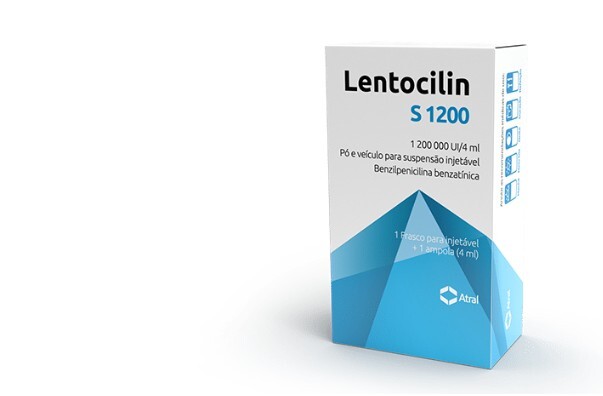 Lentocilin
S 1200
1 200 000 UI/4 ml
Pó e veículo para suspensão injetável
Benzilpenicilina benzatínica
1 Frasco para injetável
+ 1 ampola (4 ml)
Atral
Atral